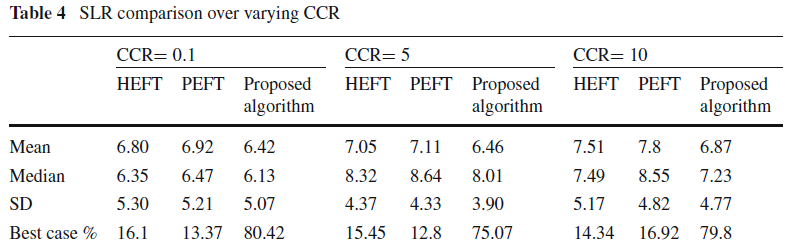 Table 4 SLR comparison over varying CCR
CCR= 0.1 CCR= 5 CCR= 10
HEFT PEFT Proposed algorithm HEFT PEFT Proposed algorithm HEFT PEFT Proposed algorithm
Mean 6.80 6.92 6.42 7.05 7.11 6.46 7.51 7.8 6.87
Median 6.35 6.47 6.13 8.32 8.64 8.01 7.49 8.55 7.23
SD 5.30 5.21 5.07 4.37 4.33 3.90 5.17 4.82 4.77
Best case % 16.1 13.37 80.42 15.45 12.8 75.07 14.34 16.92 79.8